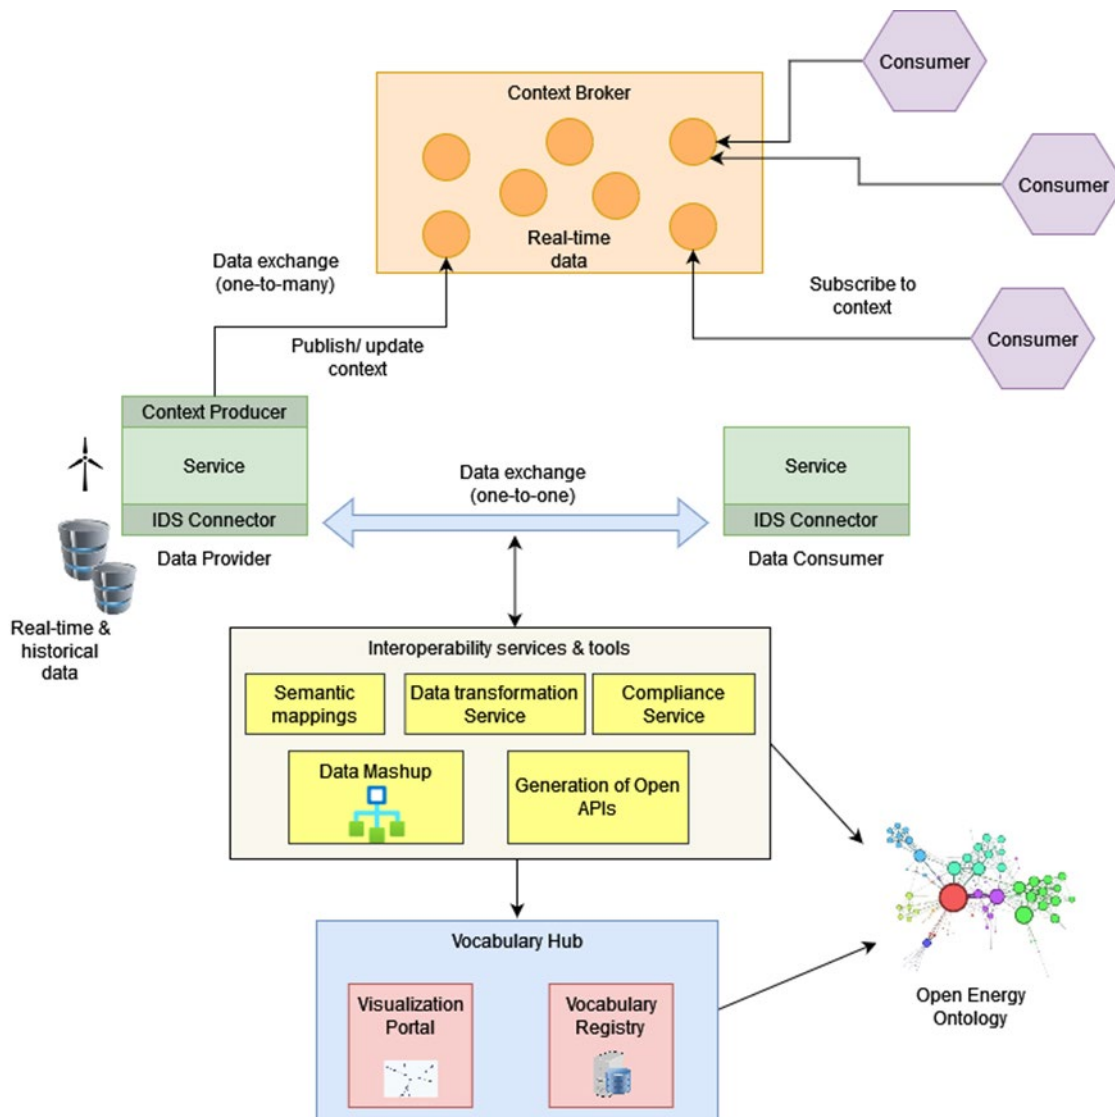 Context Broker
Real-time
data
Consumer
Consumer
Consumer
Subscribe to
context
Data exchange
(one-to-many)
Publish/ update
context
Context Producer
Service
IDS Connector
Data Provider
Real-time &
historical
data
Data exchange
(one-to-one)
Service
IDS Connector
Data Consumer
Interoperability services & tools
Semantic
mappings
Data transformation
Service
Compliance
Service
Data Mashup
Generation of Open
APIs
Vocabulary Hub
Visualization
Portal
Vocabulary
Registry
Open Energy
Ontology